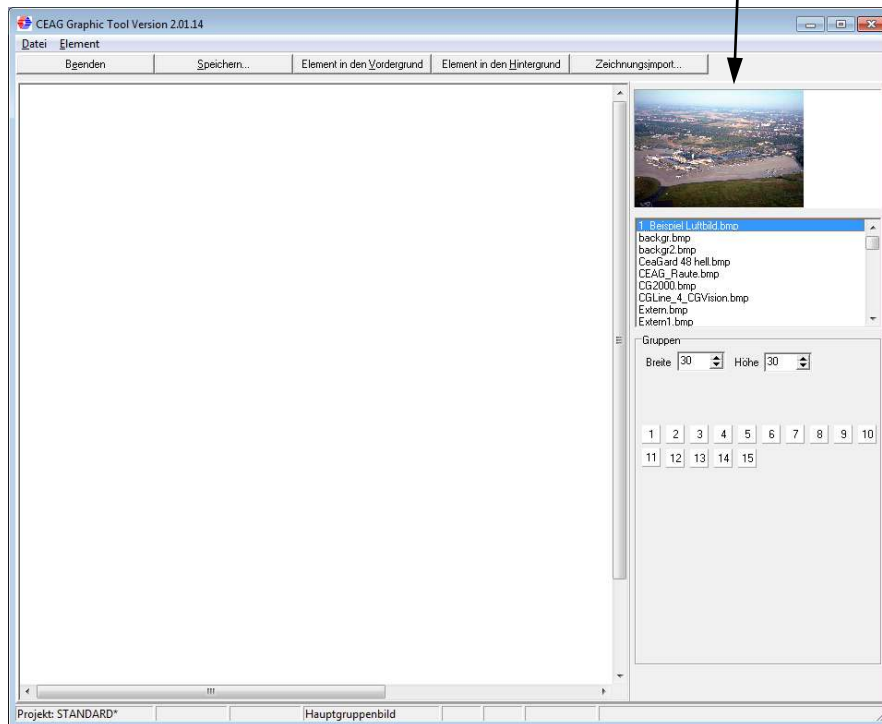 CEAG Graphic Tool Version 2.01.14
Datei Element
Beenden Speichern... Element in den Vordergrund Element in den Hintergrund Zeichnungsimport...
1. Beispiel Luftbild.bmp
backgr.bmp
backgr2.bmp
CeaGard 48 hell.bmp
CEAG_Raute.bmp
CG2000.bmp
CGLine_4_CGVision.bmp
Extern.bmp
Extern1.bmp
Gruppen
Breite 30 Höhe 30
1 2 3 4 5 6 7 8 9 10
11 12 13 14 15
Projekt: STANDARD* Hauptgruppenbild